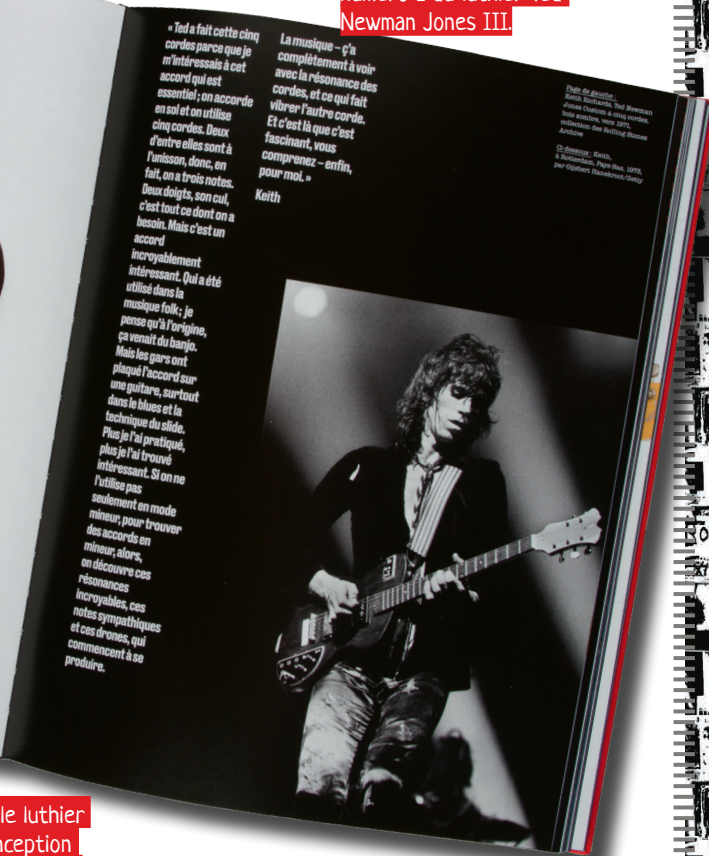 Newman Jones III.
« Ted a fait cette cinq
cordes parce que je
m'intéressais à cet
accord qui est
essentiel ; on accorde
en sol et on utilise
cinq cordes. Deux
d'entre elles sont à
l'unisson, donc, en
fait, on a trois notes.
Deux doigts, son cul,
c'est tout ce dont on a
besoin. Mais c'est un
accord
incroyablement
intéressant. Qui a été
utilisé dans la
musique folk ; je
pense qu'à l'origine,
ça venait du banjo.
Mais les gars ont
plaqué l'accord sur
une guitare, surtout
dans le blues et la
technique du slide.
Plus je l'ai pratiqué,
plus je l'ai trouvé
intéressant. Si on ne
l'utilise pas
seulement en mode
mineur, pour trouver
des accords en
mineur, alors,
on découvre ces
résonances
incroyables, ces
notes sympathiques
et ces drones, qui
commencent à se
produire.
La musique – ç'a
complètement à voir
avec la résonance des
cordes, et ce qui fait
vibrer l'autre corde.
Et c'est là que c'est
fascinant, vous
comprenez – enfin,
pour moi. »
Keith
Page de gauche :
Keith Richards, Ted Newman
Jones Custom à cinq cordes,
bois sombre, vers 1971,
collection des Rolling Stones
Archive
Ci-dessous : Keith,
à Rotterdam, Pays-Bas, 1973,
par Gijsbert Hanekroot/Getty
le luthier